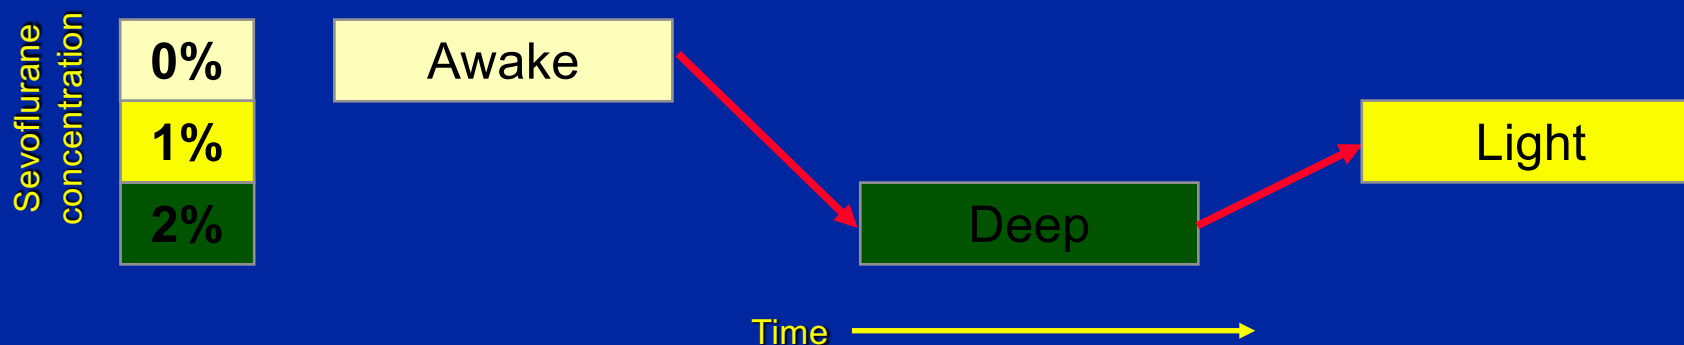 Sevoflurane
concentration
0%
Awake
1%
Light
2%
Deep
Time